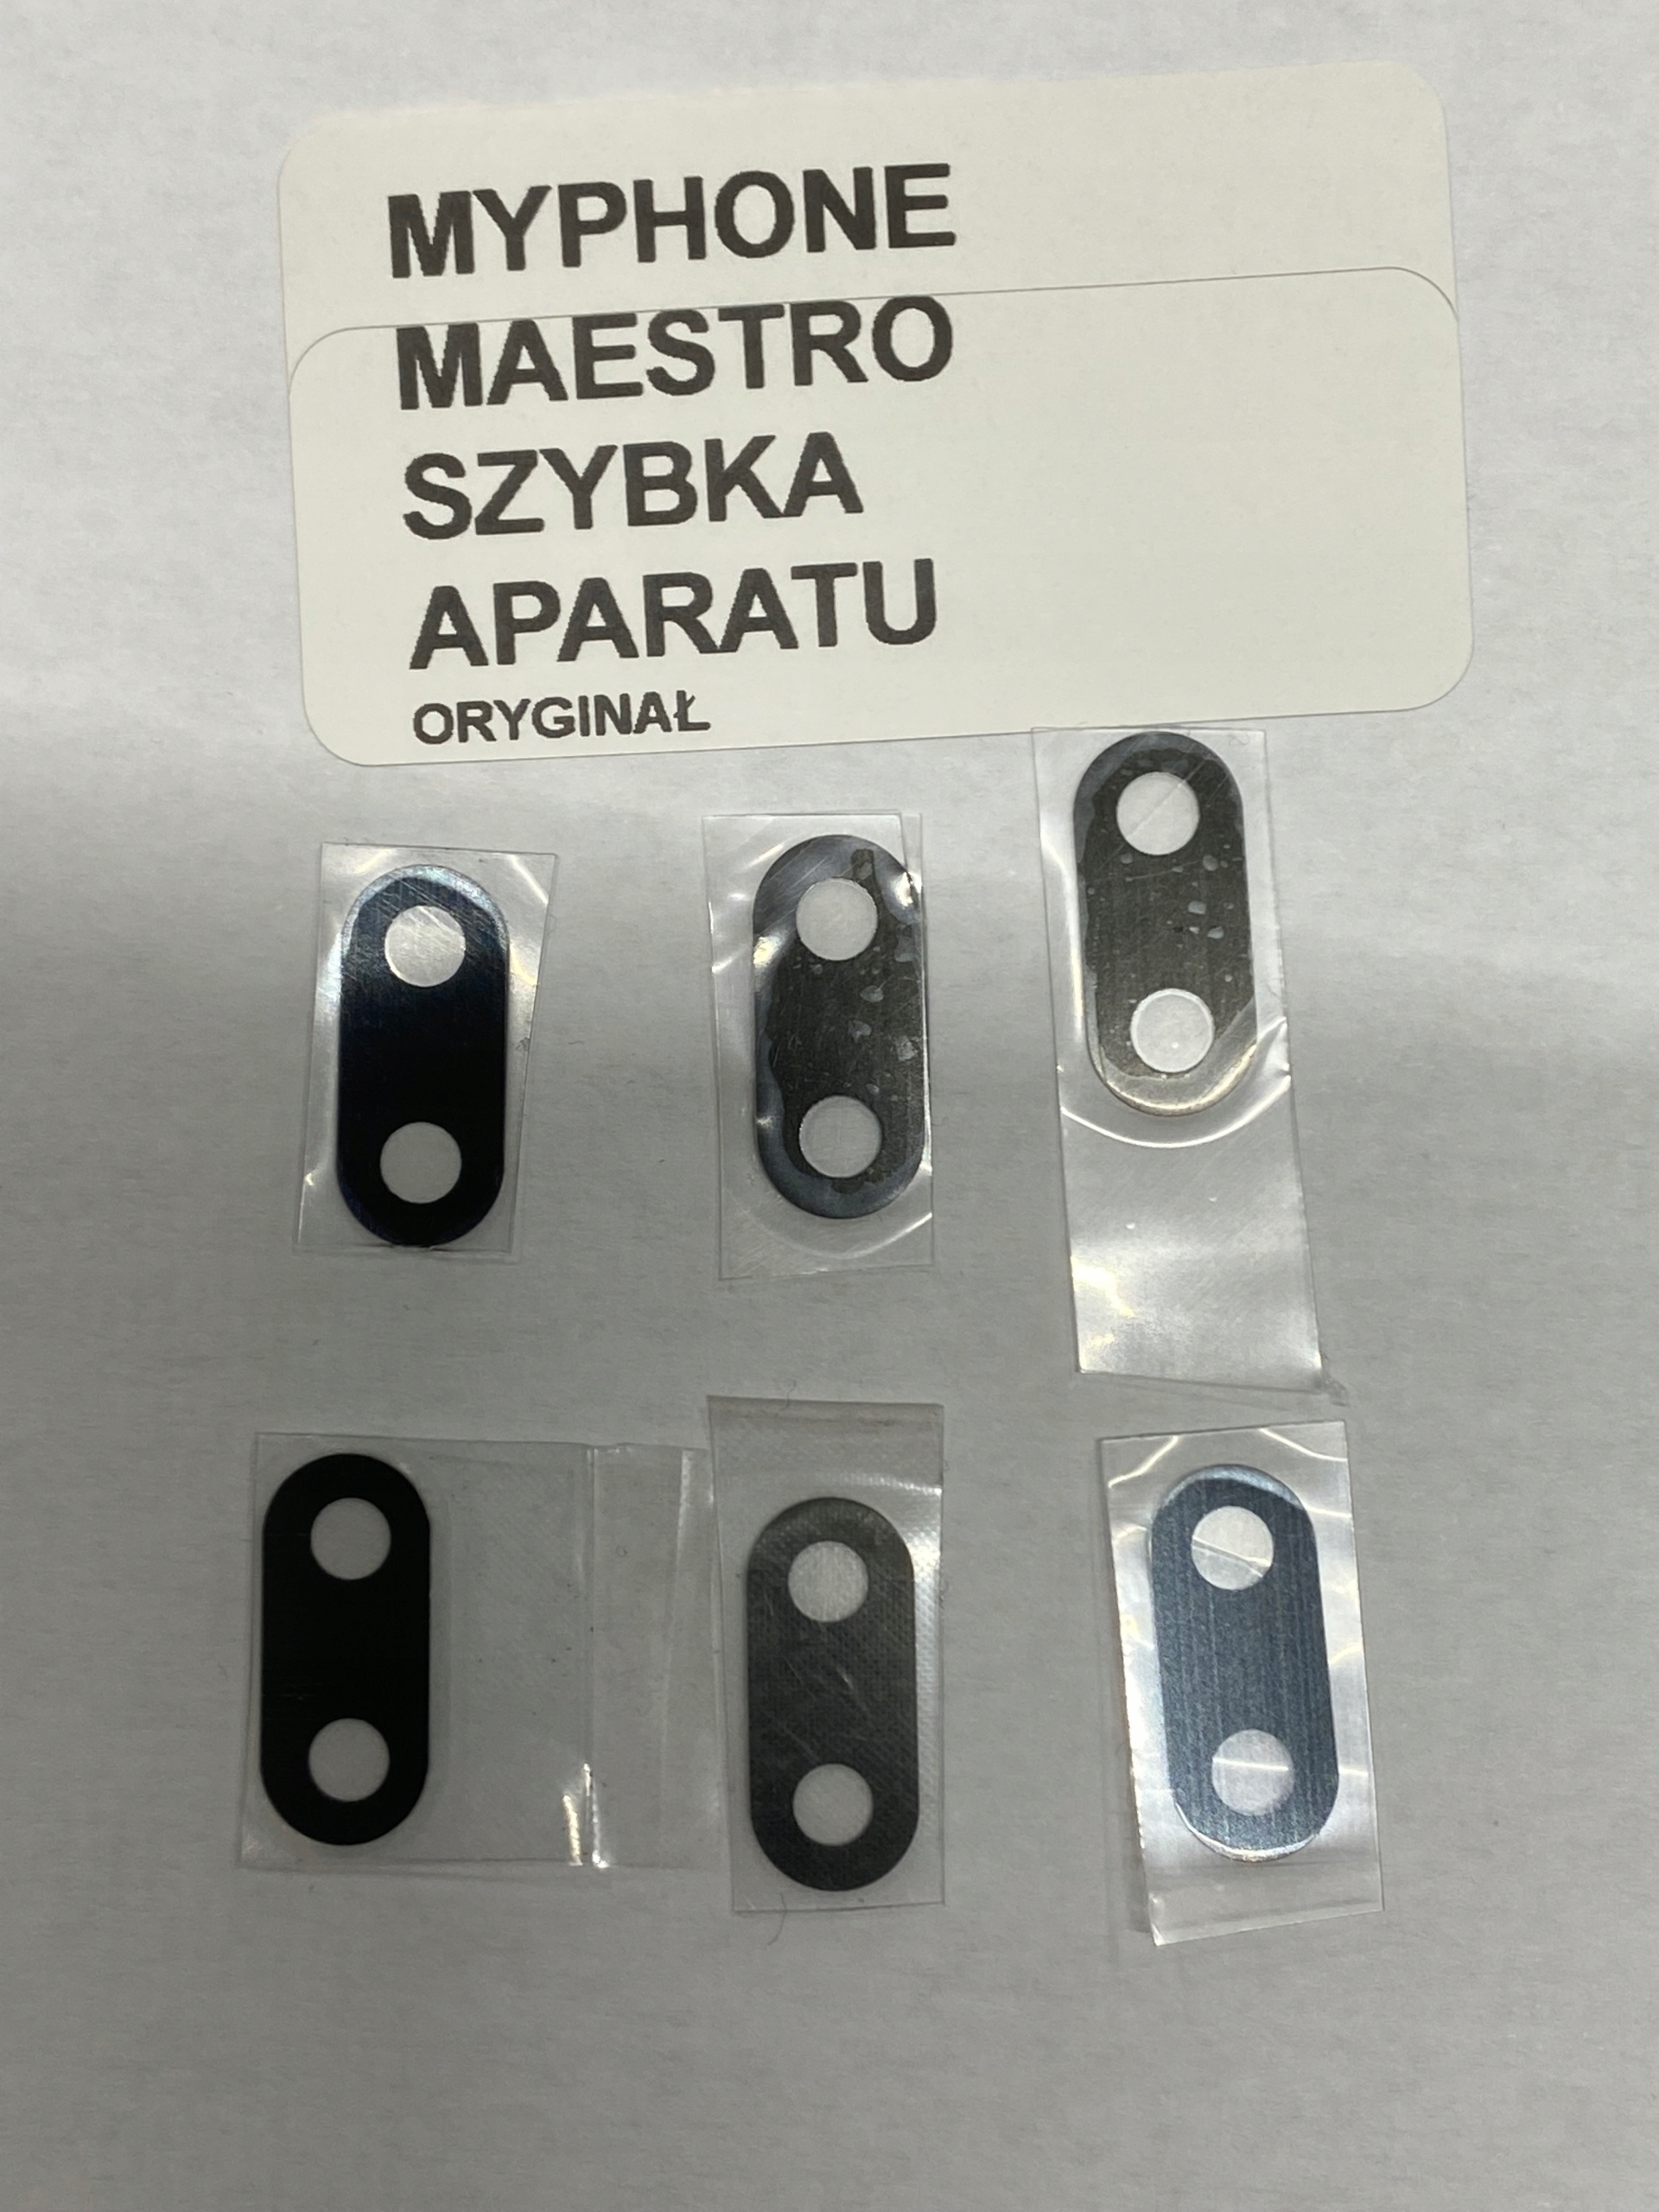 MYPHONE
MAESTRO
SZYBKA
APARATU
ORYGINAŁ